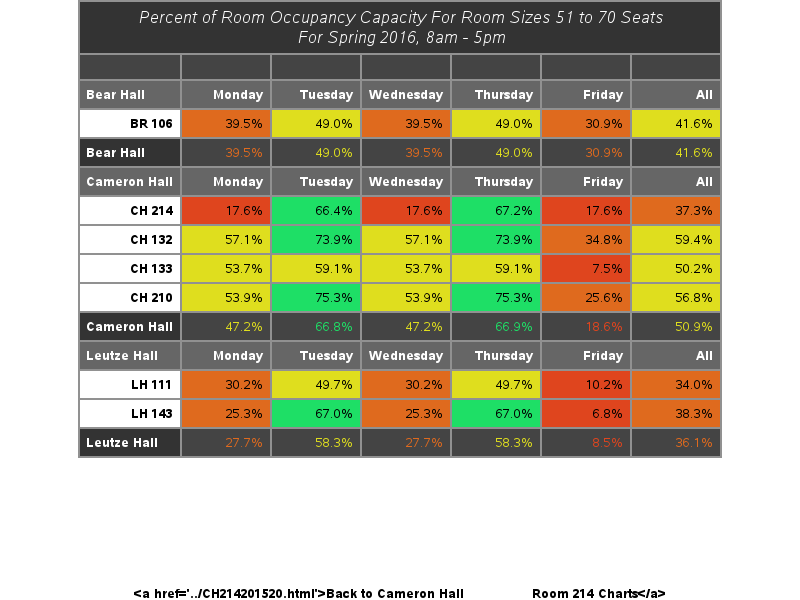 Percent of Room Occupancy Capacity For Room Sizes 51 to 70 Seats
For Spring 2016, 8am - 5pm
Bear Hall Monday Tuesday Wednesday Thursday Friday All
BR 106 39.5% 49.0% 39.5% 49.0% 30.9% 41.6%
Bear Hall 39.5% 49.0% 39.5% 49.0% 30.9% 41.6%
Cameron Hall Monday Tuesday Wednesday Thursday Friday All
CH 214 17.6% 66.4% 17.6% 67.2% 17.6% 37.3%
CH 132 57.1% 73.9% 57.1% 73.9% 34.8% 59.4%
CH 133 53.7% 59.1% 53.7% 59.1% 7.5% 50.2%
CH 210 53.9% 75.3% 53.9% 75.3% 25.6% 56.8%
Cameron Hall 47.2% 66.8% 47.2% 66.9% 18.6% 50.9%
Leutze Hall Monday Tuesday Wednesday Thursday Friday All
LH 111 30.2% 49.7% 30.2% 49.7% 10.2% 34.0%
LH 143 25.3% 67.0% 25.3% 67.0% 6.8% 38.3%
Leutze Hall 27.7% 58.3% 27.7% 58.3% 8.5% 36.1%
<a href='../CH214201520.html'>Back to Cameron Hall Room 214 Charts</a>